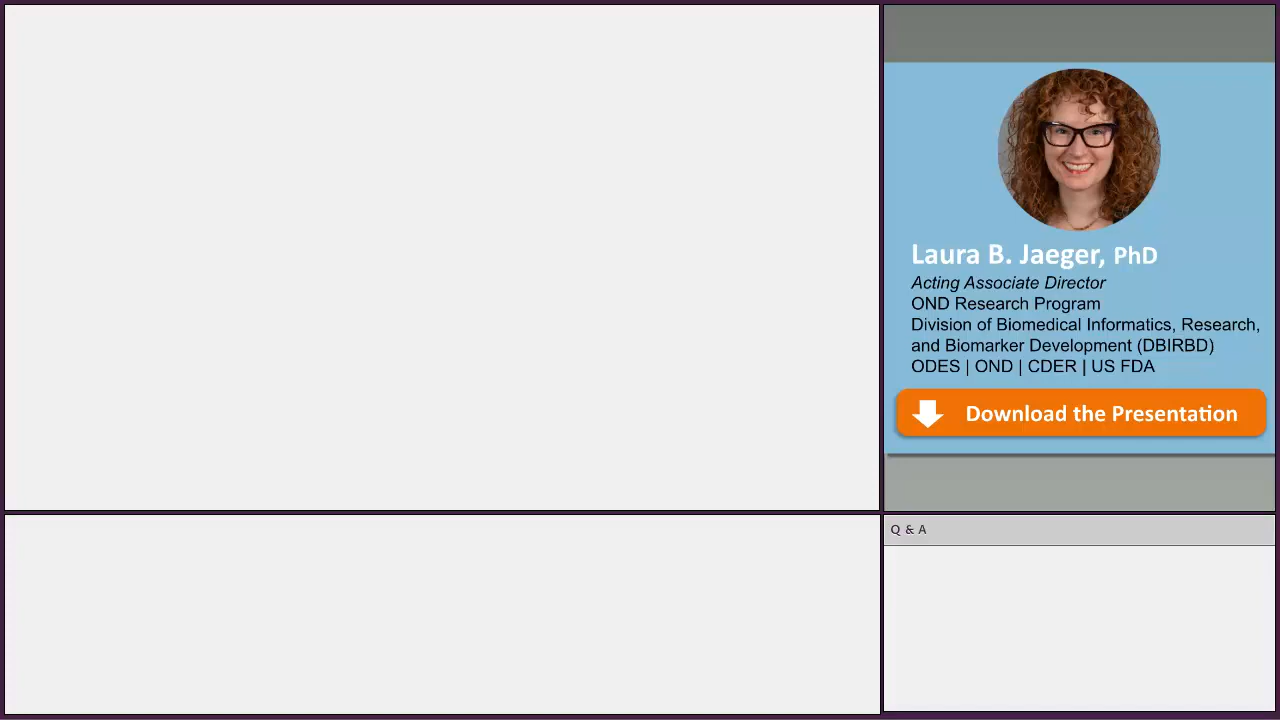 Laura B. Jaeger, PhD
Acting Associate Director
OND Research Program
Division of Biomedical Informatics, Research,
and Biomarker Development (DBIRBD)
ODES | OND | CDER | US FDA
Download the Presentation
Q & A